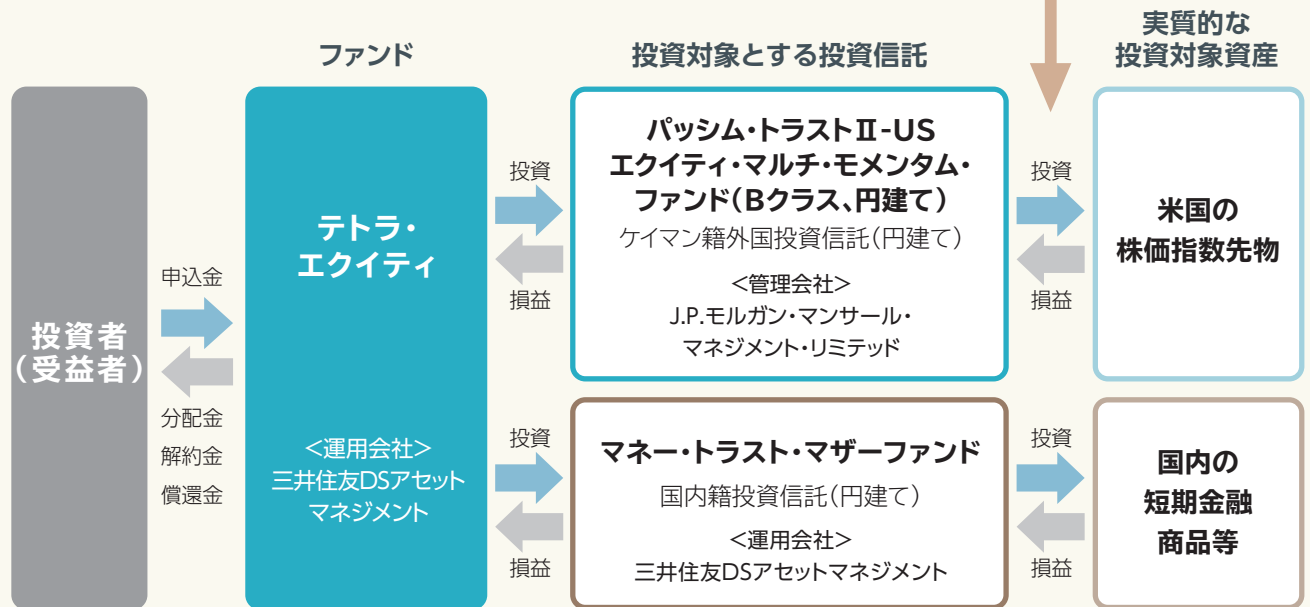 ファンド
投資対象とする投資信託
実質的な
投資対象資産
投資者
（受益者）
申込金
分配金
解約金
償還金
テトラ・
エクイティ
<運用会社>
三井住友DSアセット
マネジメント
投資
損益
パッシム・トラストⅡ-US
エクイティ・マルチ・モメンタム・
ファンド（Bクラス、円建て）
ケイマン籍外国投資信託（円建て）
<管理会社>
J.P.モルガン・マンサール・
マネジメント・リミテッド
投資
損益
米国の
株価指数先物
投資
損益
マネー・トラスト・マザーファンド
国内籍投資信託（円建て）
<運用会社>
三井住友DSアセットマネジメント
投資
損益
国内の
短期金融
商品等